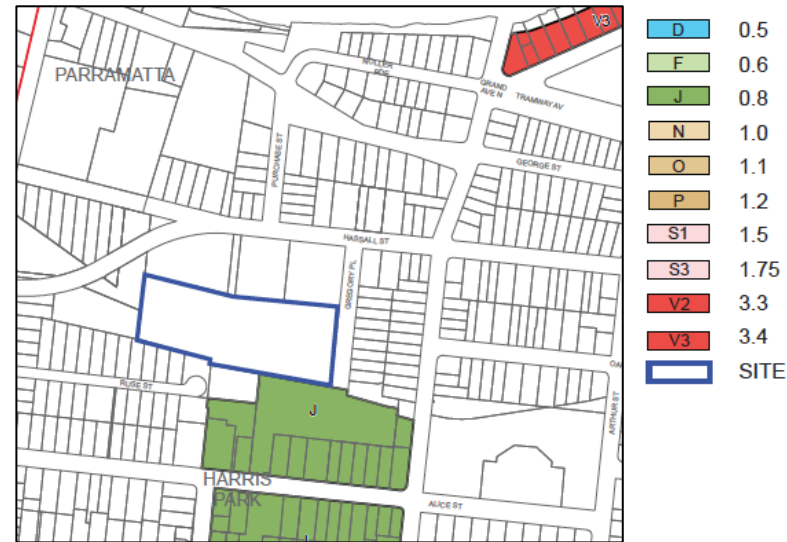 V3
PARRAMATTA
GRAND
AVE N
TRAMWAY AV
PURCHASE ST
GEORGE ST
HASSALL ST
GREGORY PL
RUSE ST
J
ARTHUR ST
HARRIS
PARK
ALICE ST
D 0.5
F 0.6
J 0.8
N 1.0
O 1.1
P 1.2
S1 1.5
S3 1.75
V2 3.3
V3 3.4
SITE